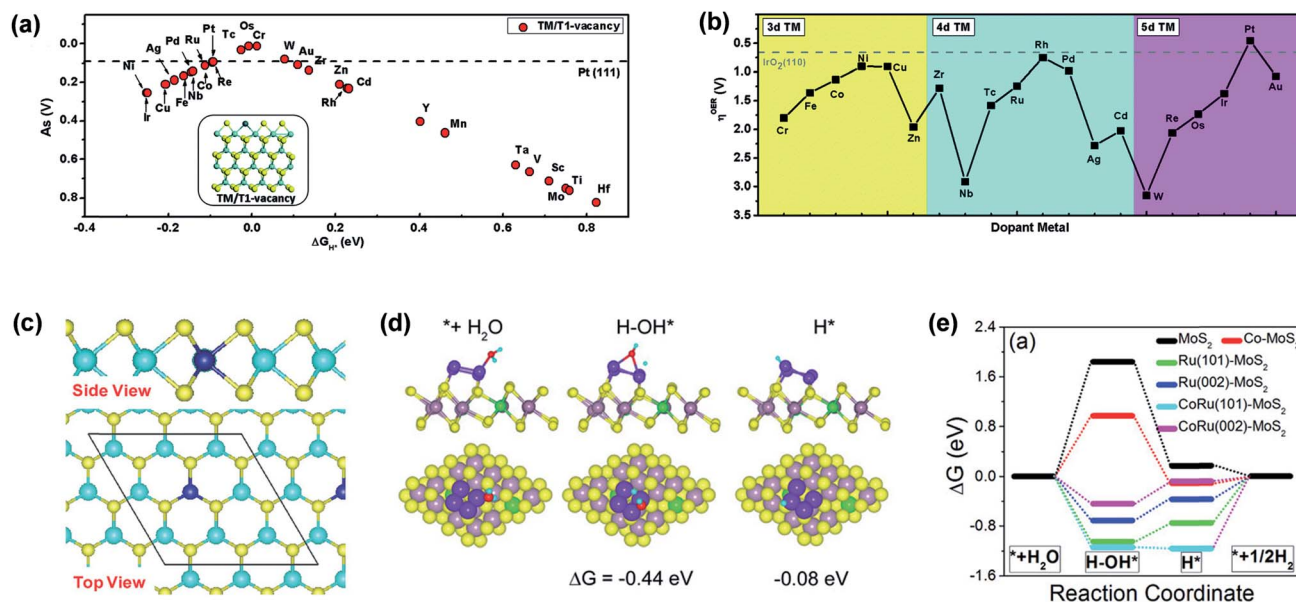 (a)
TM/T1-vacancy
0.0
0.2
0.4
0.6
0.8
As (V)
Pt
Ru
Pd
Ag
Ni
Tc
Os
Cr
W
Au
Zr
Zn
Cd
Rh
Re
Co
Nb
Fe
Cu
Ir
Pt (111)
Y
Mn
Ta
V
Sc
Ti
Mo
Hf
TM/T1-vacancy
-0.4
-0.2
0.0
0.2
0.4
0.6
0.8
ΔG H* (eV)
(b)
3d TM
4d TM
5d TM
0.5
1.0
1.5
2.0
2.5
3.0
3.5
η OER (V)
IrO2(110)
Cr
Fe
Co
Ni
Cu
Zn
Zr
Nb
Tc
Ru
Rh
Pd
Ag
Cd
W
Re
Os
Ir
Pt
Au
Dopant Metal
(c)
Side View
Top View
(d)
*+ H2O
H-OH*
H*
ΔG = -0.44 eV
-0.08 eV
(e)
(a)
2.4
1.6
0.8
0.0
-0.8
-1.6
ΔG (eV)
MoS2
Co-MoS2
Ru(101)-MoS2
Ru(002)-MoS2
CoRu(101)-MoS2
CoRu(002)-MoS2
*+H2O
H-OH*
H*
*+1/2H2
Reaction Coordinate